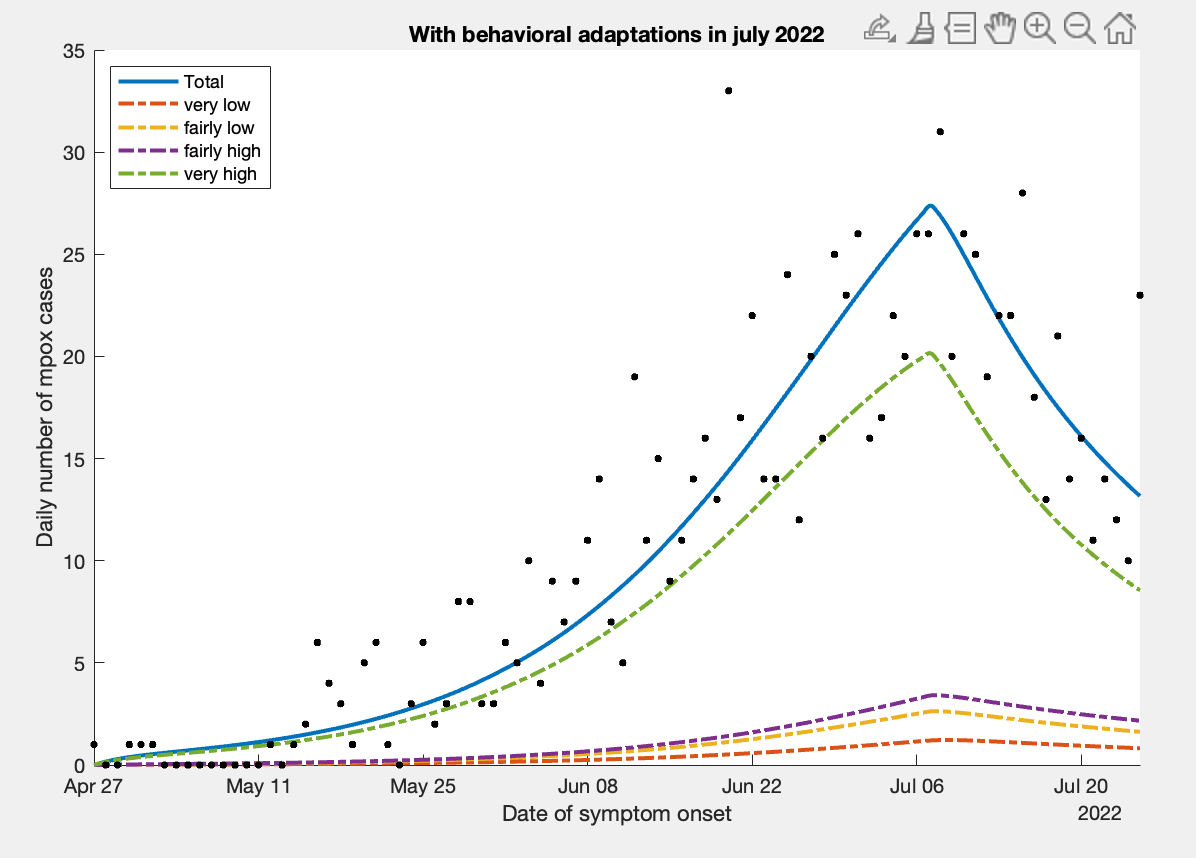 With behavioral adaptations in july 2022
35
Total
very low
fairly low
fairly high
very high
30
25
20
15
10
5
0
Daily number of mpox cases
Apr 27 May 11 May 25 Jun 08 Jun 22 Jul 06 Jul 20
Date of symptom onset
2022